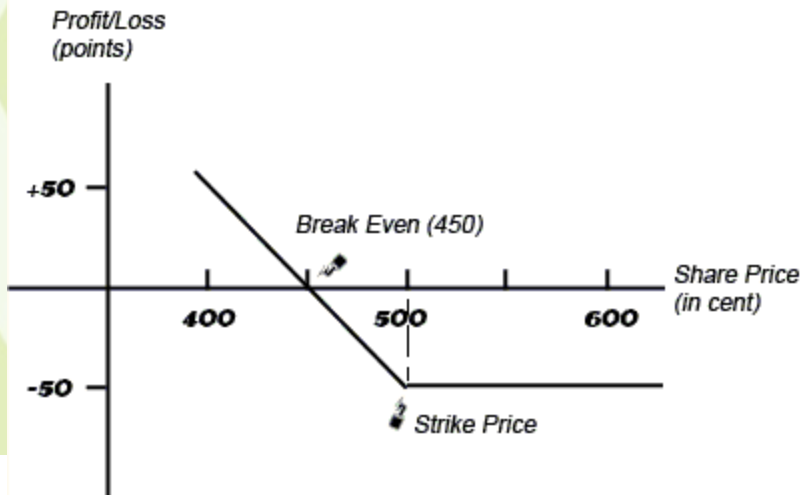 Profit/Loss
(points)
+50
Break Even (450)
Share Price
(in cent)
400
500
600
-50
Strike Price